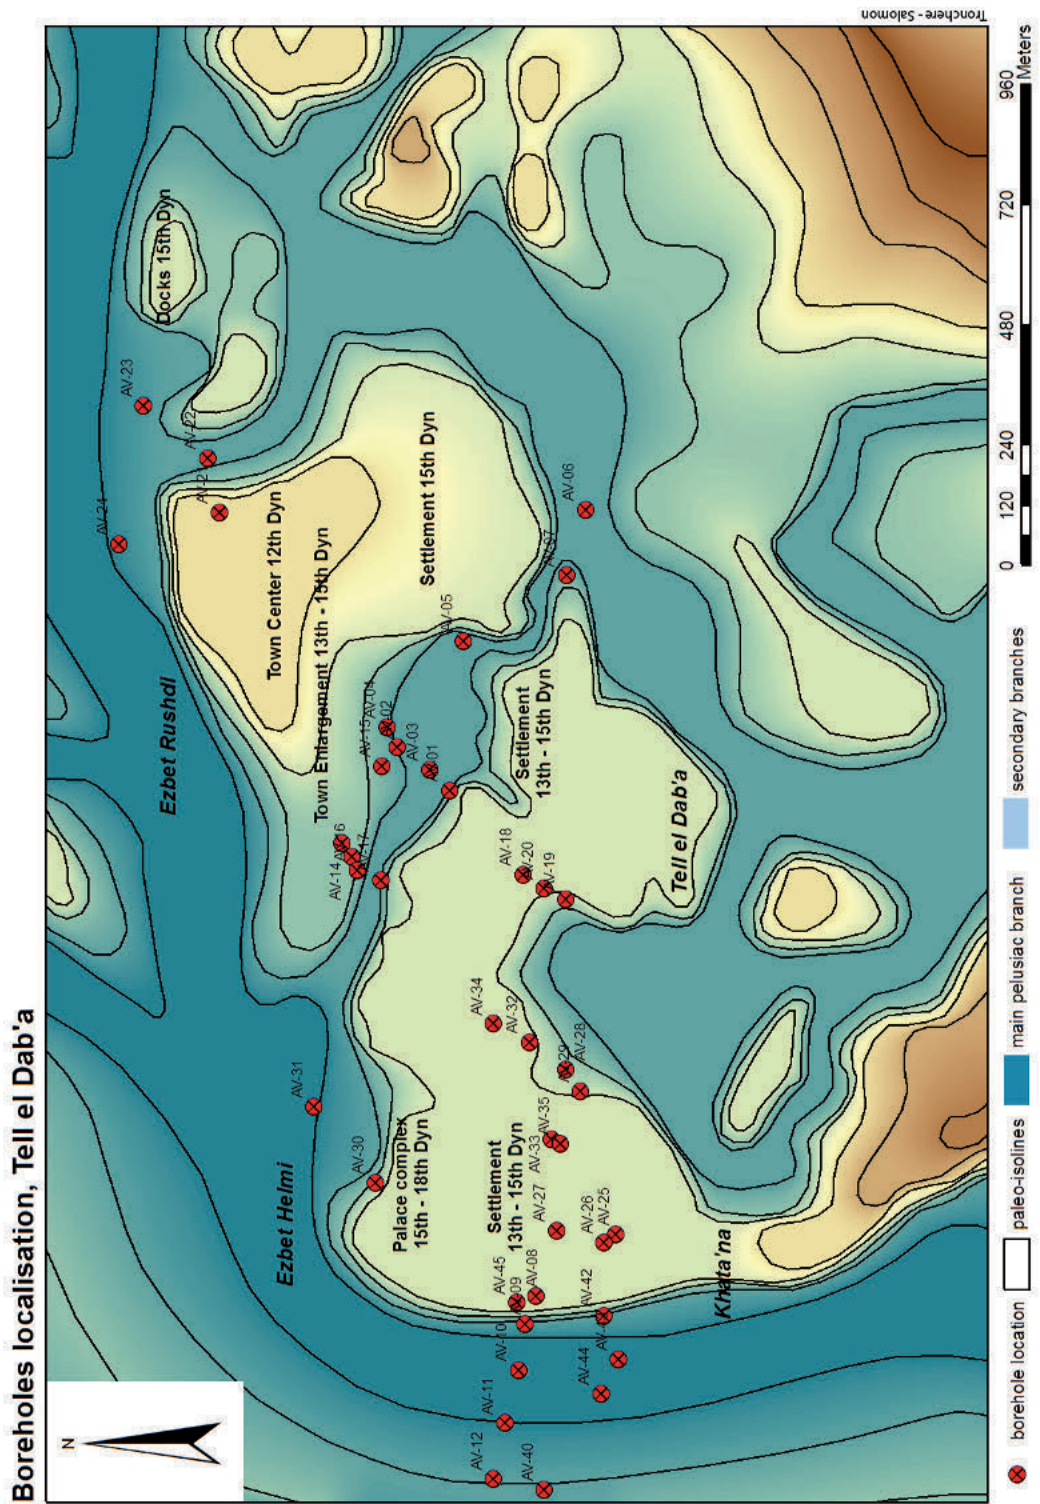 Boreholes localisation, Tell el Dab'a
N
Tronchere - Salomon
Ezbet Rushdi
Ezbet Helmi
Docks 15th Dyn
Town Center 12th Dyn
Town Enlargement 13th - 15th Dyn
Settlement 15th Dyn
Settlement
13th - 15th Dyn
Tell el Dab'a
Palace complex
15th - 18th Dyn
Settlement
13th - 15th Dyn
Khata'na
AV-24
AV-23
AV-22
AV-21
AV-06
AV-05
AV-04
AV-15
AV-03
AV-14
AV-17
AV-18
AV-20
AV-19
AV-34
AV-32
AV-28
AV-31
AV-30
AV-35
AV-33
AV-27
AV-26
AV-25
AV-45
AV-08
AV-42
AV-10
AV-44
AV-11
AV-12
AV-40
borehole location
paleo-isolines
main pelusiac branch
secondary branches
0 120 240 480 720 960
Meters